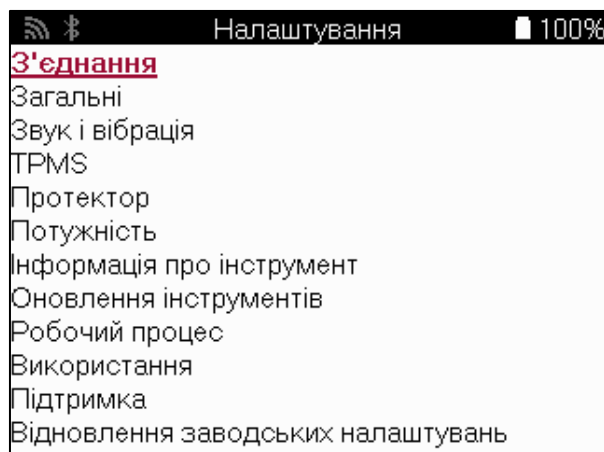 Налаштування 100%
З'єднання
Загальні
Звук і вібрація
TPMS
Протектор
Потужність
Інформація про інструмент
Оновлення інструментів
Робочий процес
Використання
Підтримка
Відновлення заводських налаштувань